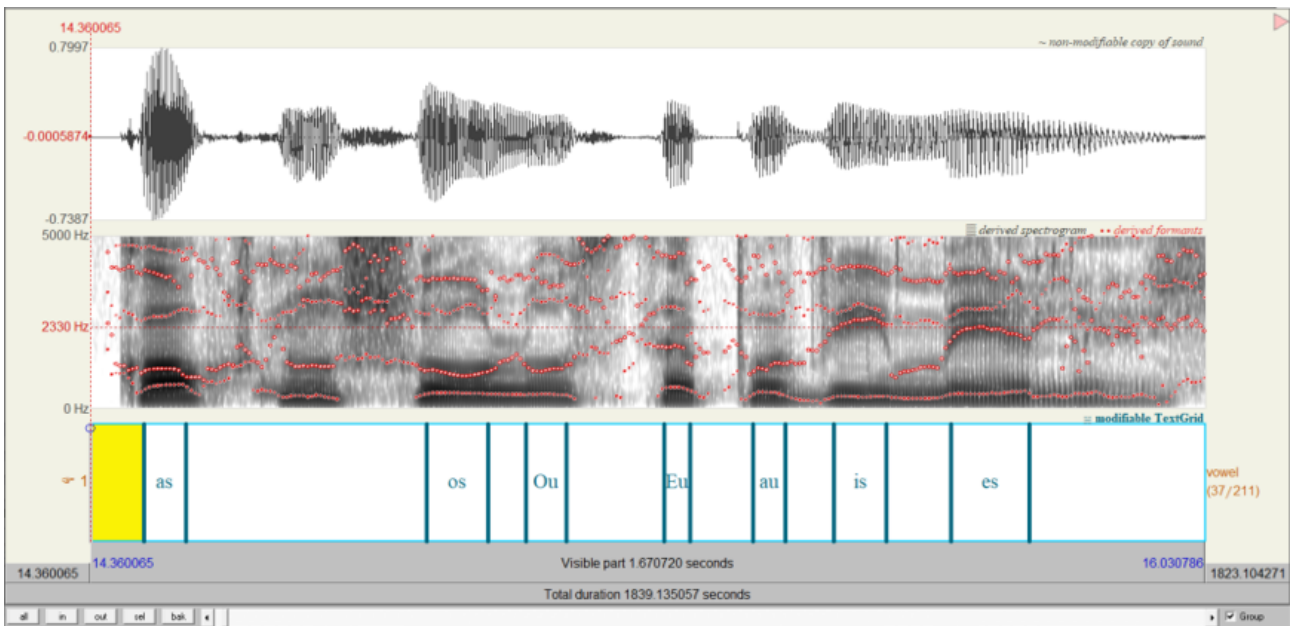 14.360065
0.7997
~ non-modifiable copy of sound
-0.0005874
-0.7387
5000 Hz
derived spectrogram derived formants
2330 Hz
0 Hz
modifiable TextGrid
1 as os Ou Eu au is es
vowel
(37/211)
14.360065 Visible part 1.670720 seconds 16.030786
14.360065 1823.104271
Total duration 1839.135057 seconds
all in out sel bak Group